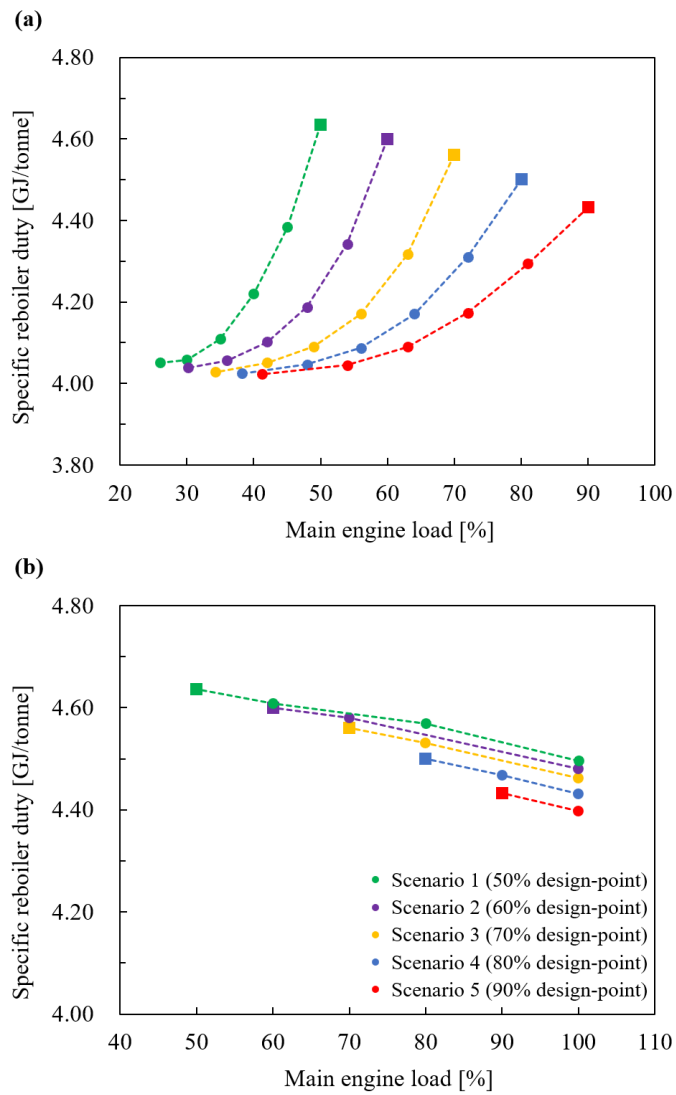 (a)
4.80
4.60
4.40
4.20
4.00
3.80
Specific reboiler duty [GJ/tonne]
20 30 40 50 60 70 80 90 100
Main engine load [%]
(b)
4.80
4.60
4.40
4.20
4.00
Specific reboiler duty [GJ/tonne]
Scenario 1 (50% design-point)
Scenario 2 (60% design-point)
Scenario 3 (70% design-point)
Scenario 4 (80% design-point)
Scenario 5 (90% design-point)
40 50 60 70 80 90 100 110
Main engine load [%]